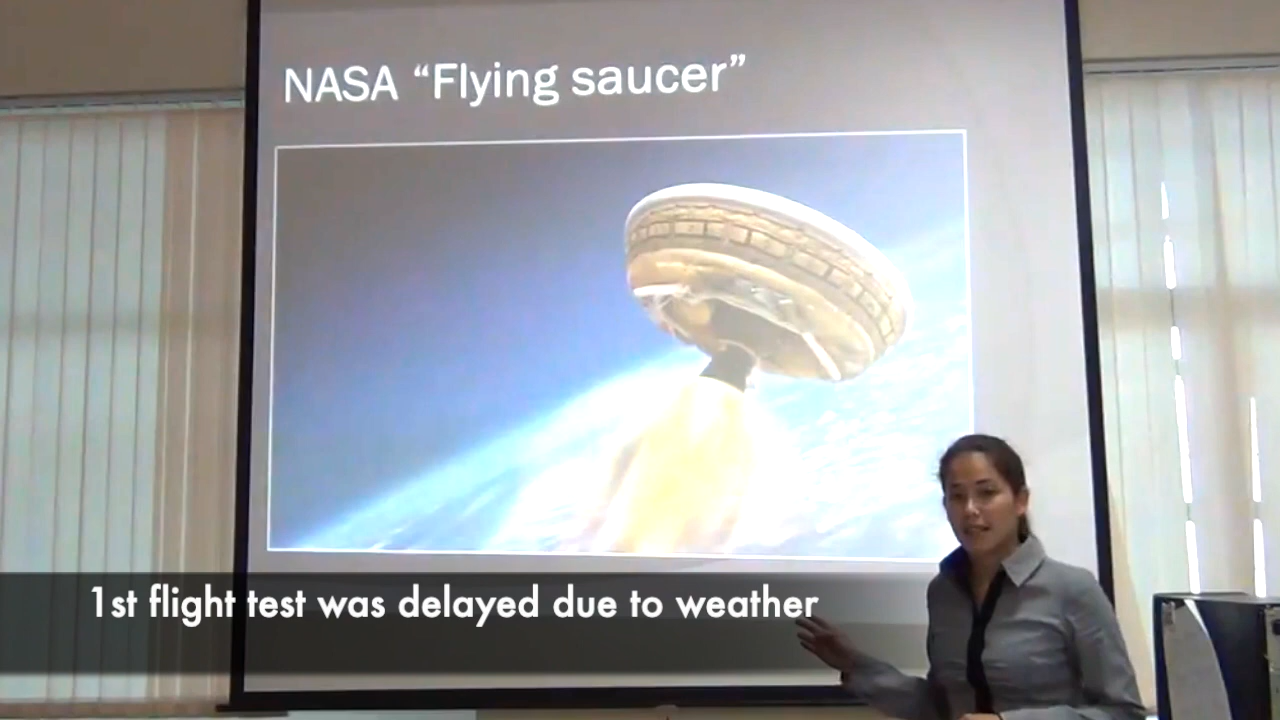 NASA “Flying saucer”
1st flight test was delayed due to weather